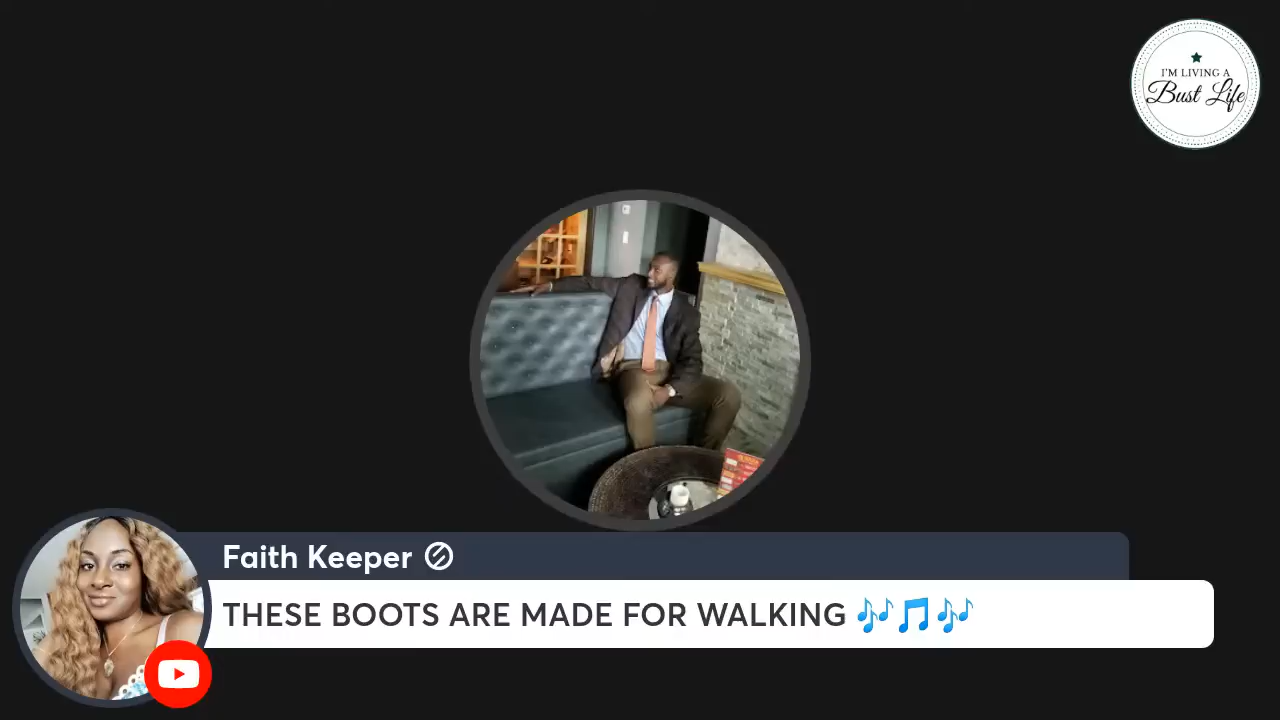 I'M LIVING A
Bust Life
Faith Keeper
THESE BOOTS ARE MADE FOR WALKING 🎶🎵🎶